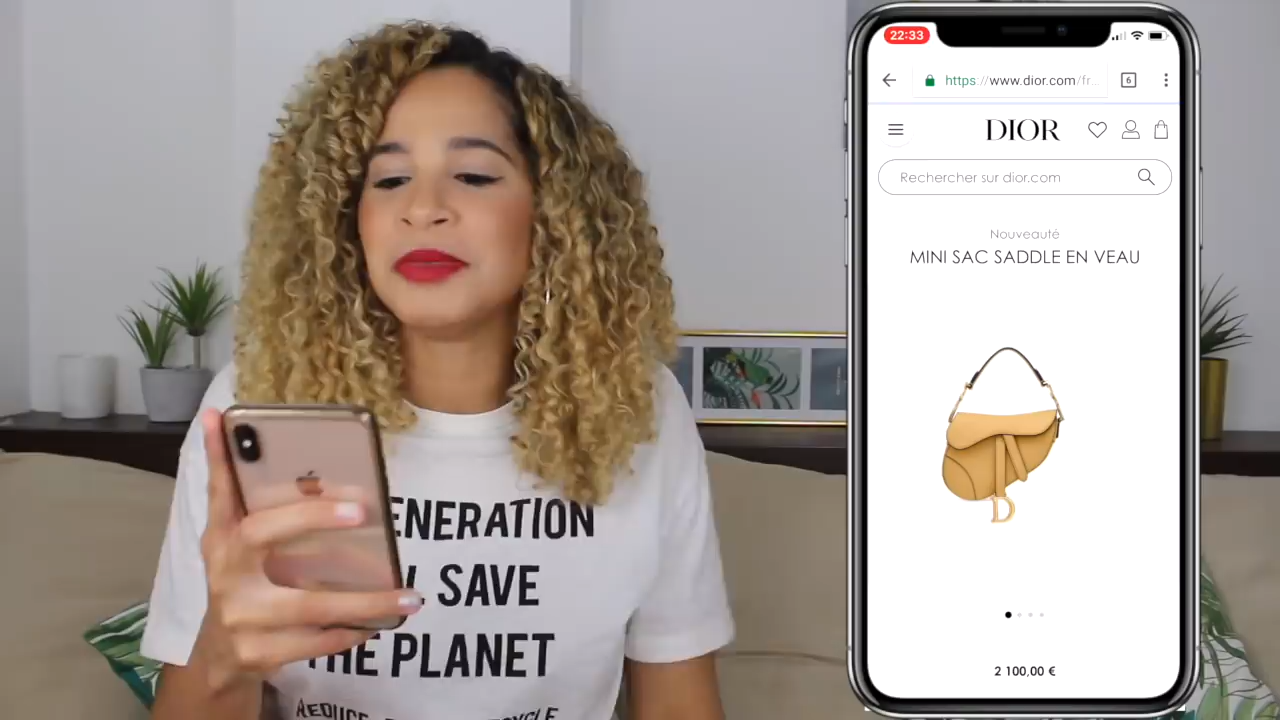 ENERATION
SAVE
THE PLANET
22:33
https://www.dior.com/fr...
6
DIOR
Rechercher sur dior.com
Nouveauté
MINI SAC SADDLE EN VEAU
D
2 100,00 €